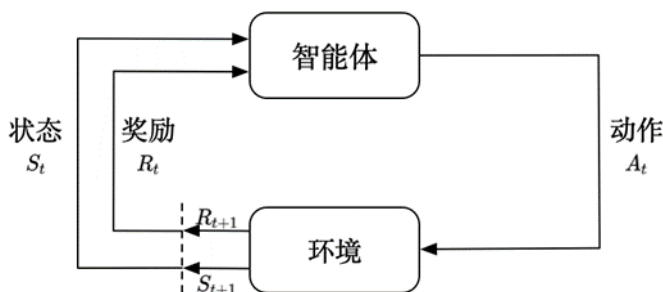 智能体
状态
S_t
奖励
R_t
动作
A_t
R_{t+1}
环境
S_{t+1}